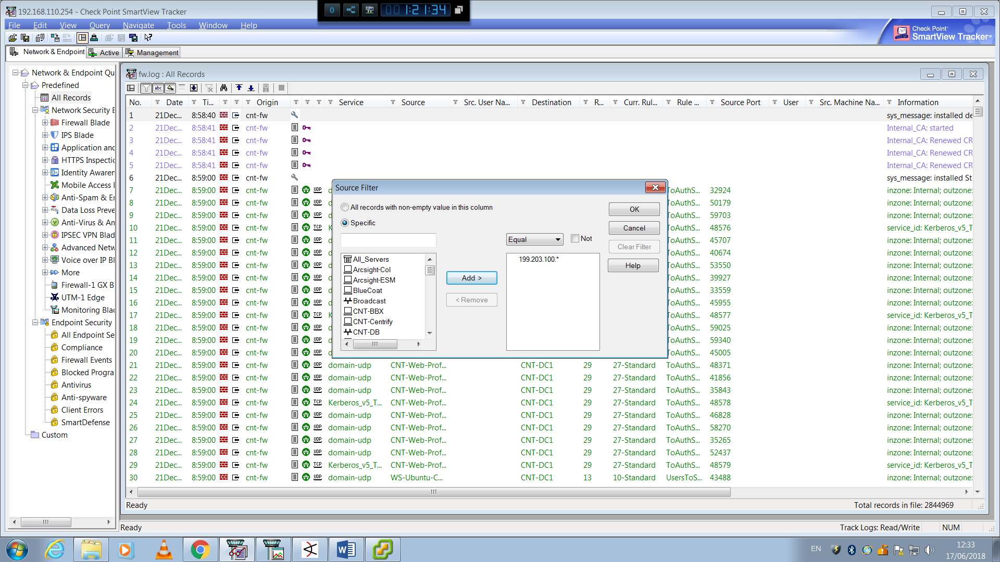 192.168.110.254 - Check Point SmartView Tracker
0 00 1:21:34
File Edit View Query Navigate Tools Window Help
Check Point
SmartView Tracker
Network & Endpoint Active Management
Network & Endpoint Qu
Predefined
All Records
Network Security E
Firewall Blade
IPS Blade
Application and
HTTPS Inspectic
Identity Awarer
Mobile Access
Anti-Spam & Er
Data Loss Preve
Anti-Virus & An
IPSEC VPN Blad
Advanced Netw
Voice over IP Bl
More
Firewall-1 GX B
UTM-1 Edge
Monitoring Blac
Endpoint Security
All Endpoint Se
Compliance
Firewall Events
Blocked Progra
Antivirus
Anti-spyware
Client Errors
SmartDefense
Custom
fw.log : All Records
abc
No. Date Ti... Origin Service Source Src. User Na... Destination R... Curr. Rul... Rule ... Source Port User Src. Machine Na... Information
1 21Dec... 8:58:40 cnt-fw sys_message: installed de
2 21Dec... 8:58:41 cnt-fw Internal_CA: started
3 21Dec... 8:58:41 cnt-fw Internal_CA: Renewed CR
4 21Dec... 8:58:41 cnt-fw Internal_CA: Renewed CR
5 21Dec... 8:58:41 cnt-fw Internal_CA: Renewed CR
6 21Dec... 8:59:00 cnt-fw sys_message: installed St
7 21Dec... 8:59:00 cnt-fw UDP d ToAuthS... 32924 inzone: Internal; outzone:
8 21Dec... 8:59:00 cnt-fw UDP d ToAuthS... 50179 inzone: Internal; outzone:
9 21Dec... 8:59:00 cnt-fw UDP d ToAuthS... 59703 inzone: Internal; outzone:
10 21Dec... 8:59:00 cnt-fw TCP K ToAuthS... 48576 service_id: Kerberos_v5_T
11 21Dec... 8:59:00 cnt-fw UDP d ToAuthS... 45707 inzone: Internal; outzone:
12 21Dec... 8:59:00 cnt-fw UDP d ToAuthS... 40674 inzone: Internal; outzone:
13 21Dec... 8:59:00 cnt-fw UDP d ToAuthS... 53550 inzone: Internal; outzone:
14 21Dec... 8:59:00 cnt-fw UDP d ToAuthS... 39927 inzone: Internal; outzone:
15 21Dec... 8:59:00 cnt-fw UDP d ToAuthS... 33559 inzone: Internal; outzone:
16 21Dec... 8:59:00 cnt-fw UDP d ToAuthS... 45955 inzone: Internal; outzone:
17 21Dec... 8:59:00 cnt-fw TCP K ToAuthS... 48577 service_id: Kerberos_v5_T
18 21Dec... 8:59:00 cnt-fw UDP d ToAuthS... 59025 inzone: Internal; outzone:
19 21Dec... 8:59:00 cnt-fw UDP d ToAuthS... 59340 inzone: Internal; outzone:
20 21Dec... 8:59:00 cnt-fw UDP d ToAuthS... 45005 inzone: Internal; outzone:
21 21Dec... 8:59:00 cnt-fw UDP domain-udp CNT-Web-Prof... CNT-DC1 29 27-Standard ToAuthS... 48371 inzone: Internal; outzone:
22 21Dec... 8:59:00 cnt-fw UDP domain-udp CNT-Web-Prof... CNT-DC1 29 27-Standard ToAuthS... 41856 inzone: Internal; outzone:
23 21Dec... 8:59:00 cnt-fw UDP domain-udp CNT-Web-Prof... CNT-DC1 29 27-Standard ToAuthS... 35843 inzone: Internal; outzone:
24 21Dec... 8:59:00 cnt-fw TCP Kerberos_v5_T... CNT-Web-Prof... CNT-DC1 29 27-Standard ToAuthS... 48578 service_id: Kerberos_v5_T
25 21Dec... 8:59:00 cnt-fw UDP domain-udp CNT-Web-Prof... CNT-DC1 29 27-Standard ToAuthS... 46828 inzone: Internal; outzone:
26 21Dec... 8:59:00 cnt-fw UDP domain-udp CNT-Web-Prof... CNT-DC1 29 27-Standard ToAuthS... 58270 inzone: Internal; outzone:
27 21Dec... 8:59:00 cnt-fw UDP domain-udp CNT-Web-Prof... CNT-DC1 29 27-Standard ToAuthS... 35265 inzone: Internal; outzone:
28 21Dec... 8:59:00 cnt-fw UDP domain-udp CNT-Web-Prof... CNT-DC1 29 27-Standard ToAuthS... 52437 inzone: Internal; outzone:
29 21Dec... 8:59:00 cnt-fw TCP Kerberos_v5_T... CNT-Web-Prof... CNT-DC1 29 27-Standard ToAuthS... 48579 service_id: Kerberos_v5_T
30 21Dec... 8:59:00 cnt-fw UDP domain-udp WS-Ubuntu-C... CNT-DC1 13 10-Standard UsersToS... 43488 inzone: Internal; outzone:
Source Filter
All records with non-empty value in this column
Specific
Equal Not
All_Servers
Arcsight-Col
Arcsight-ESM
BlueCoat
Broadcast
CNT-BBX
CNT-Centrify
CNT-DB
Add >
< Remove
199.203.100.*
OK
Cancel
Clear Filter
Help
Ready Total records in file: 2844969
Ready Track Logs: Read/Write NUM
EN
12:33
17/06/2018